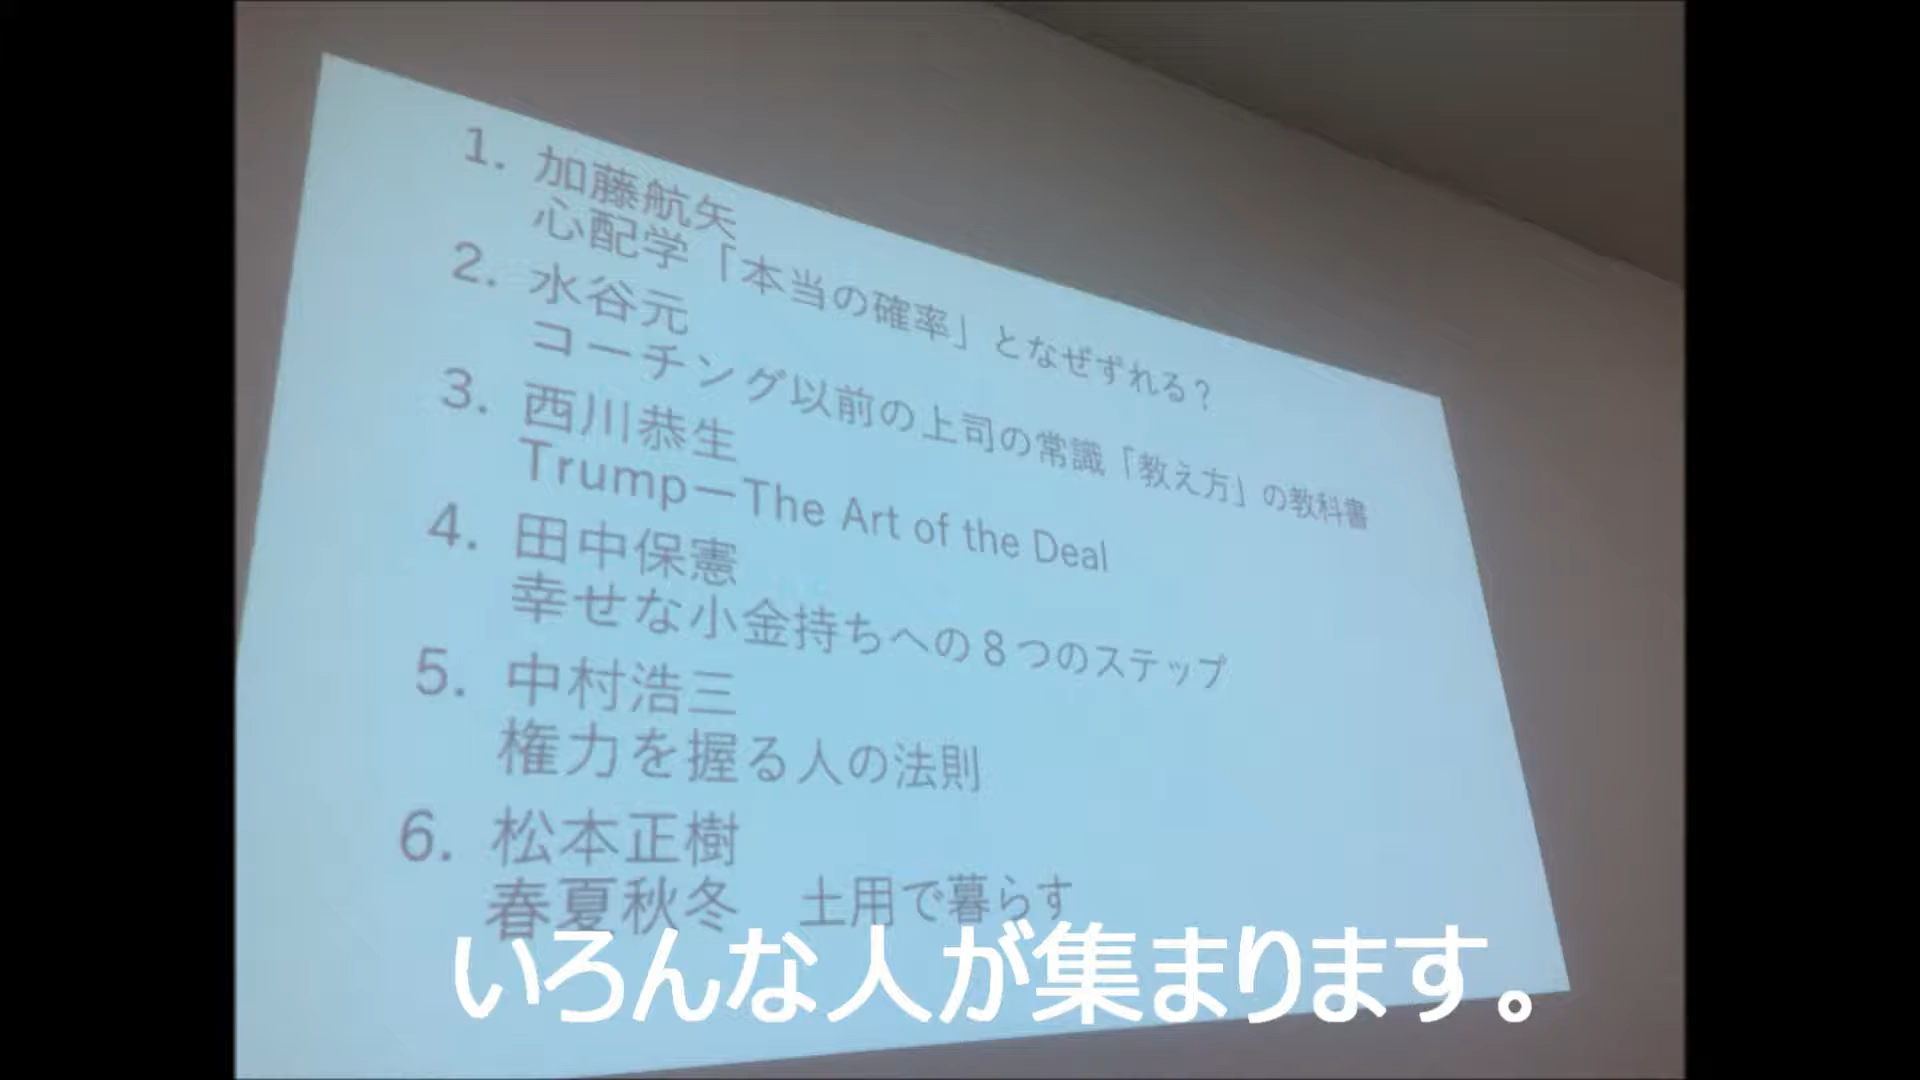 1. 加藤航矢
心配学「本当の確率」となぜずれる？
2. 水谷元
コーチング以前の上司の常識「教え方」の教科書
3. 西川恭生
Trumpー The Art of the Deal
4. 田中保憲
幸せな小金持ちへの８つのステップ
5. 中村浩三
権力を握る人の法則
6. 松本正樹
春夏秋冬　土用で暮らす
いろんな人が集まります。